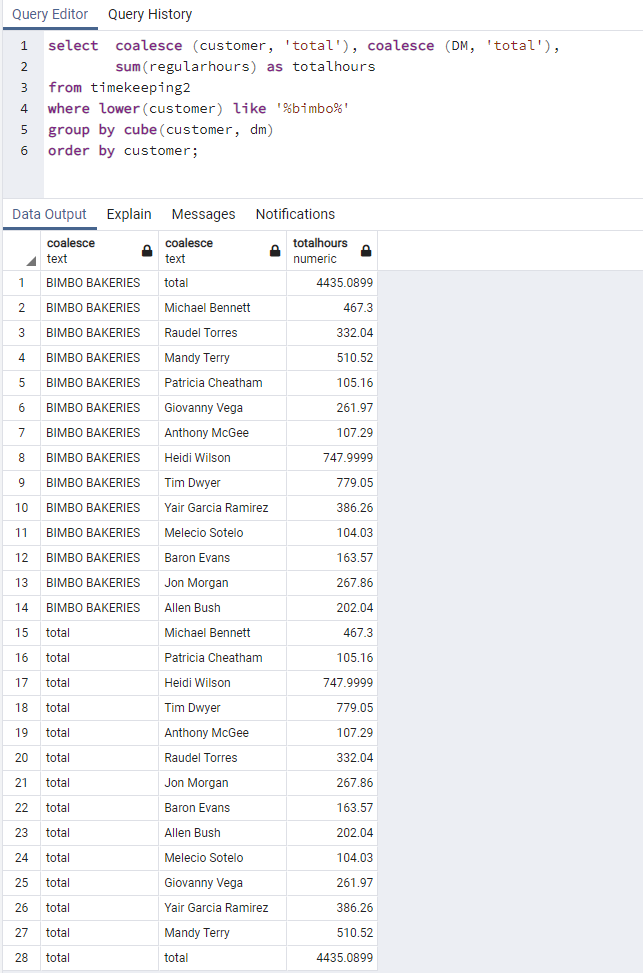 Query Editor Query History
1 select  coalesce (customer, 'total'), coalesce (DM, 'total'),
2         sum(regularhours) as totalhours
3 from timekeeping2
4 where lower(customer) like '%bimbo%'
5 group by cube(customer, dm)
6 order by customer;
Data Output Explain Messages Notifications
coalesce coalesce totalhours
text text numeric
1 BIMBO BAKERIES total 4435.0899
2 BIMBO BAKERIES Michael Bennett 467.3
3 BIMBO BAKERIES Raudel Torres 332.04
4 BIMBO BAKERIES Mandy Terry 510.52
5 BIMBO BAKERIES Patricia Cheatham 105.16
6 BIMBO BAKERIES Giovanny Vega 261.97
7 BIMBO BAKERIES Anthony McGee 107.29
8 BIMBO BAKERIES Heidi Wilson 747.9999
9 BIMBO BAKERIES Tim Dwyer 779.05
10 BIMBO BAKERIES Yair Garcia Ramirez 386.26
11 BIMBO BAKERIES Melecio Sotelo 104.03
12 BIMBO BAKERIES Baron Evans 163.57
13 BIMBO BAKERIES Jon Morgan 267.86
14 BIMBO BAKERIES Allen Bush 202.04
15 total Michael Bennett 467.3
16 total Patricia Cheatham 105.16
17 total Heidi Wilson 747.9999
18 total Tim Dwyer 779.05
19 total Anthony McGee 107.29
20 total Raudel Torres 332.04
21 total Jon Morgan 267.86
22 total Baron Evans 163.57
23 total Allen Bush 202.04
24 total Melecio Sotelo 104.03
25 total Giovanny Vega 261.97
26 total Yair Garcia Ramirez 386.26
27 total Mandy Terry 510.52
28 total total 4435.0899